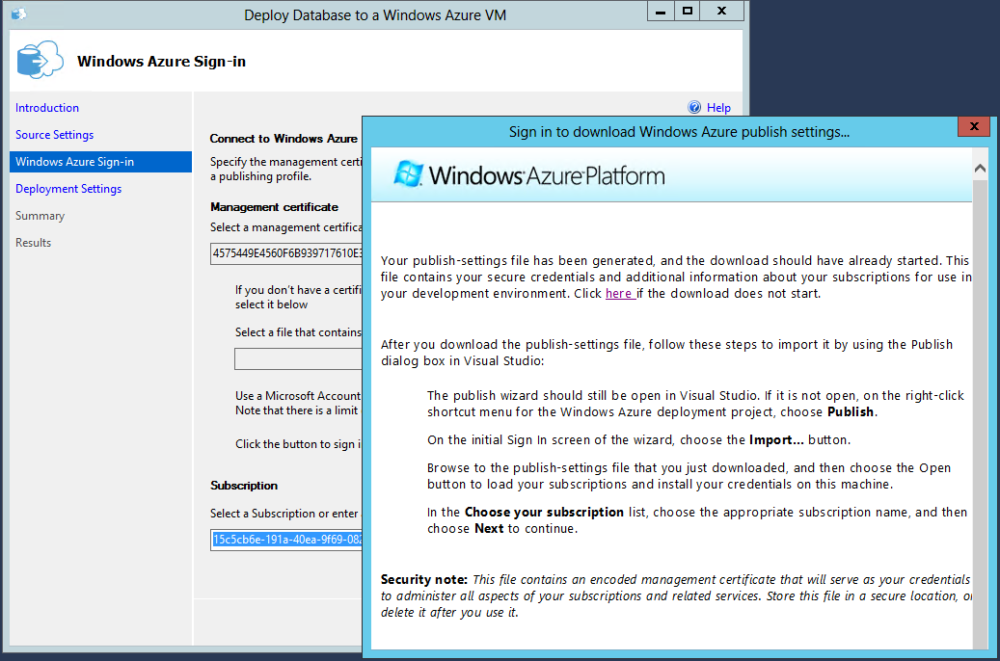 Deploy Database to a Windows Azure VM
Windows Azure Sign-in
Introduction
Source Settings
Windows Azure Sign-in
Deployment Settings
Summary
Results
Help
Connect to Windows Azure
Specify the management certi
a publishing profile.
Management certificate
Select a management certifica
4575449E4560F6B939717610E3
If you don't have a certifi
select it below
Select a file that contains
Use a Microsoft Account
Note that there is a limit
Click the button to sign i
Subscription
Select a Subscription or enter
15c5cb6e-191a-40ea-9f69-082
Sign in to download Windows Azure publish settings...
Windows Azure Platform
Your publish-settings file has been generated, and the download should have already started. This
file contains your secure credentials and additional information about your subscriptions for use in
your development environment. Click here if the download does not start.
After you download the publish-settings file, follow these steps to import it by using the Publish
dialog box in Visual Studio:
The publish wizard should still be open in Visual Studio. If it is not open, on the right-click
shortcut menu for the Windows Azure deployment project, choose Publish.
On the initial Sign In screen of the wizard, choose the Import... button.
Browse to the publish-settings file that you just downloaded, and then choose the Open
button to load your subscriptions and install your credentials on this machine.
In the Choose your subscription list, choose the appropriate subscription name, and then
choose Next to continue.
Security note: This file contains an encoded management certificate that will serve as your credentials
to administer all aspects of your subscriptions and related services. Store this file in a secure location, o
delete it after you use it.